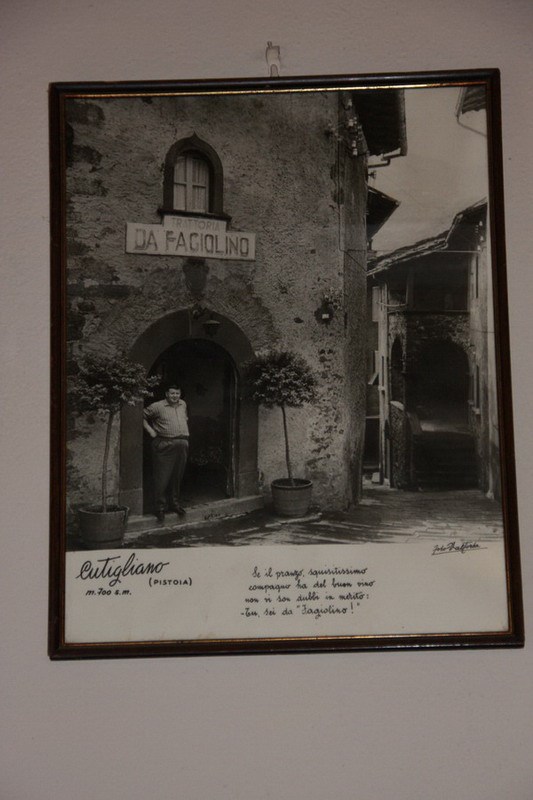 TRATTORIA
DA FAGIOLINO
Cutigliano
(PISTOIA)
m. 700 s.m.
Se il pranzo, squisitissimo
compagno ha del buon vino
non vi son dubbi in merito:
-Tu, sei da "Fagiolino!"